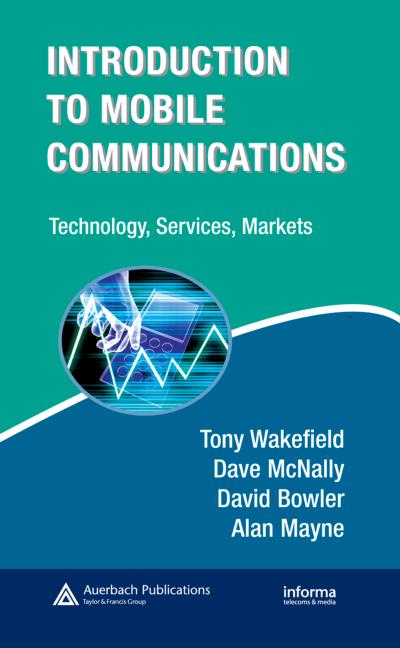 INTRODUCTION
TO MOBILE
COMMUNICATIONS
Technology, Services, Markets
Tony Wakefield
Dave McNally
David Bowler
Alan Mayne
Auerbach Publications
Taylor & Francis Group
informa
telecoms & media